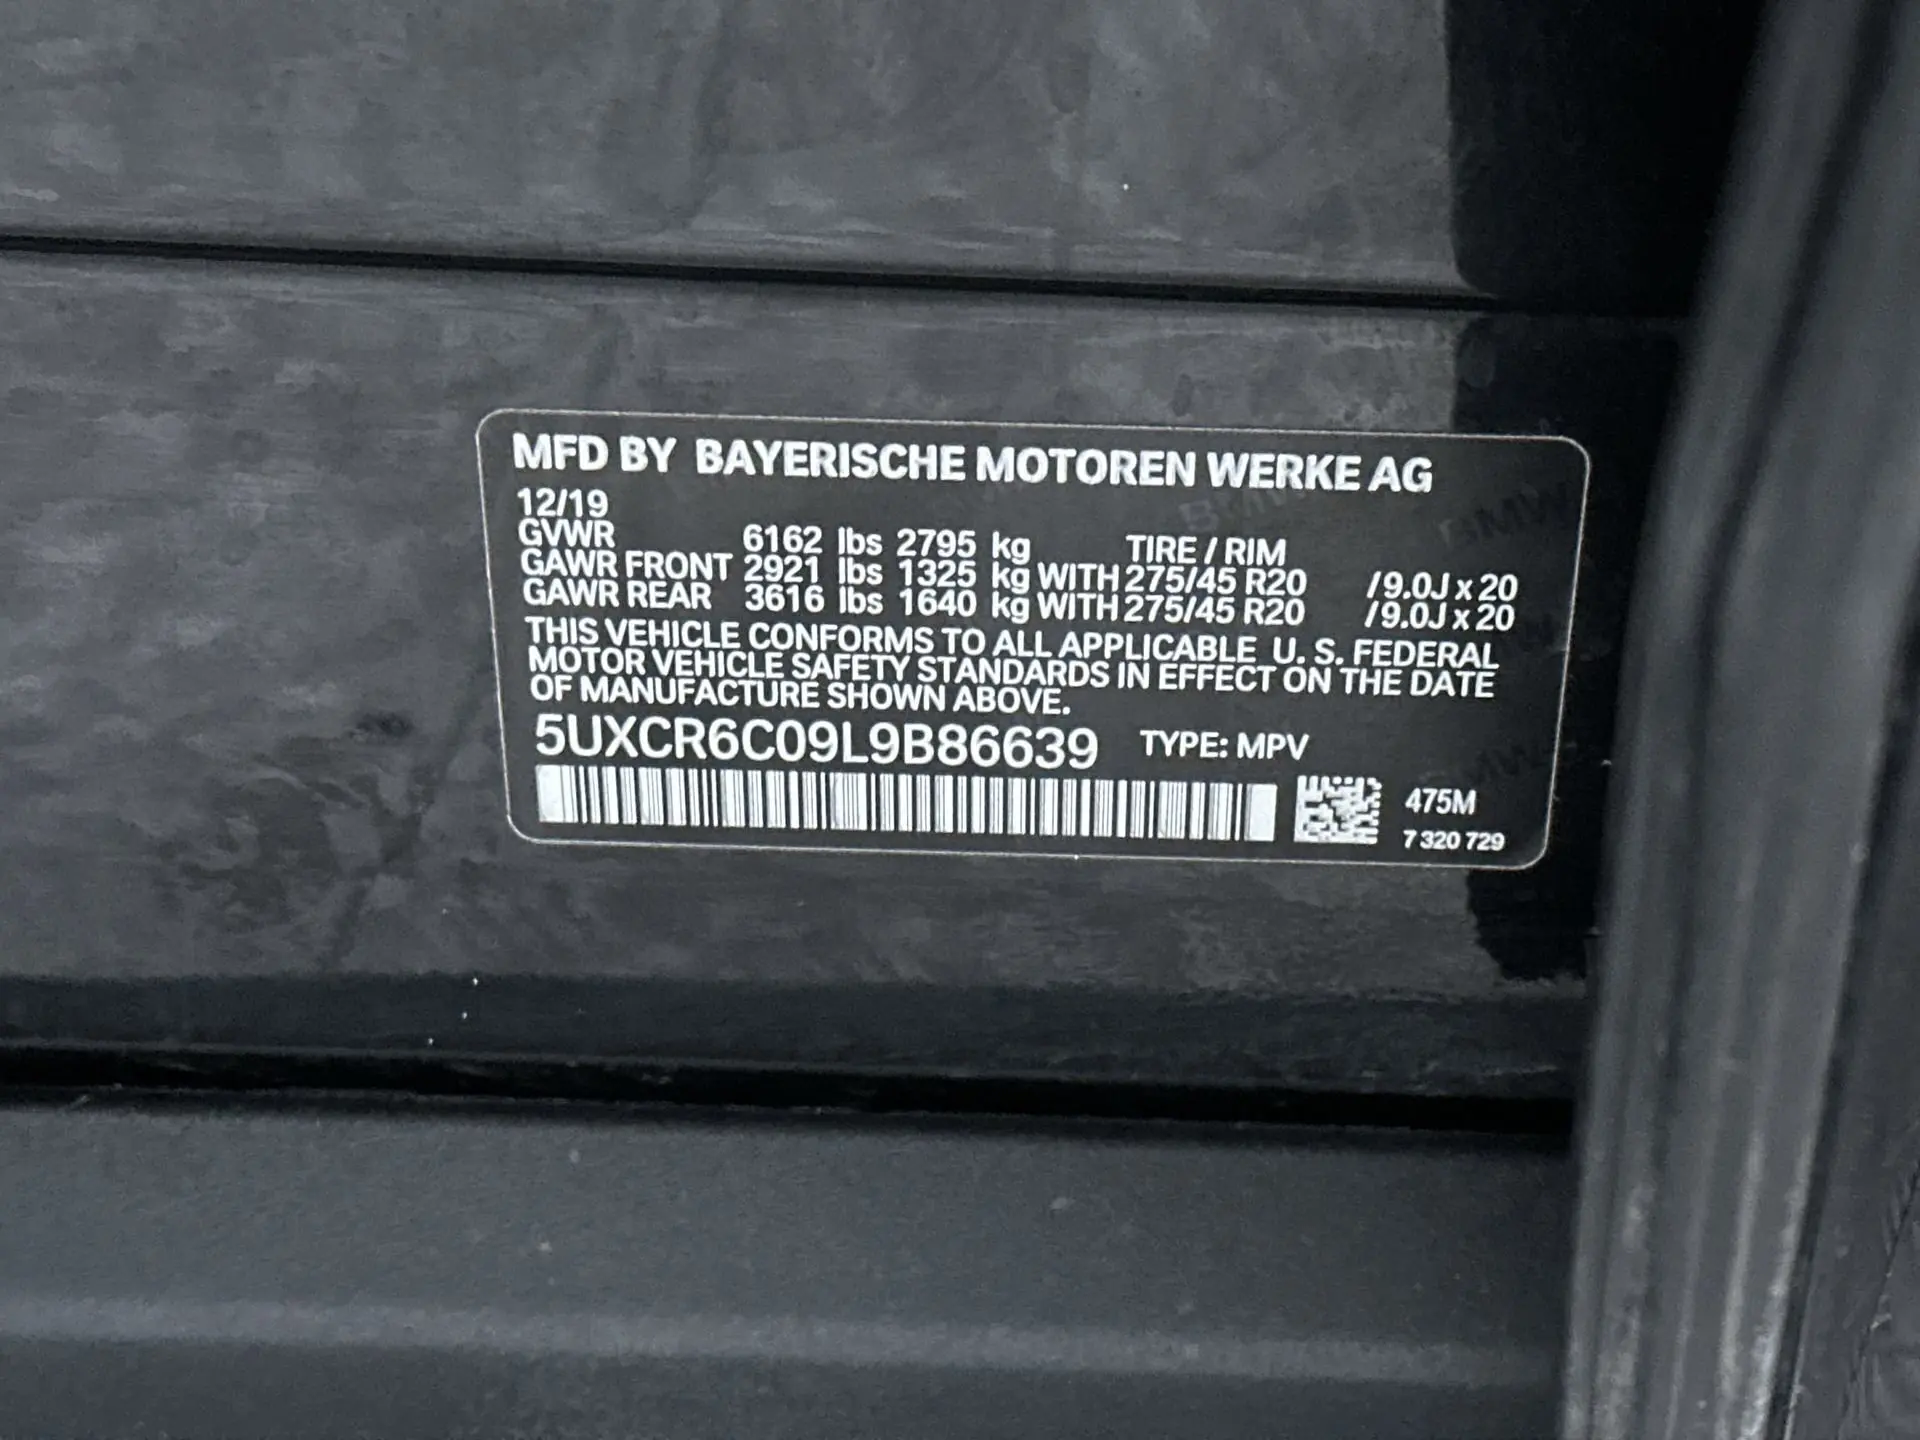 MFD BY BAYERISCHE MOTOREN WERKE AG
12/19
GVWR 6162 lbs 2795 kg TIRE / RIM
GAWR FRONT 2921 lbs 1325 kg WITH 275/45 R20 /9.0J x 20
GAWR REAR 3616 lbs 1640 kg WITH 275/45 R20 /9.0J x 20
THIS VEHICLE CONFORMS TO ALL APPLICABLE U. S. FEDERAL
MOTOR VEHICLE SAFETY STANDARDS IN EFFECT ON THE DATE
OF MANUFACTURE SHOWN ABOVE.
5UXCR6C09L9B86639 TYPE: MPV
475M
7 320 729
BMW
BMW
BMW